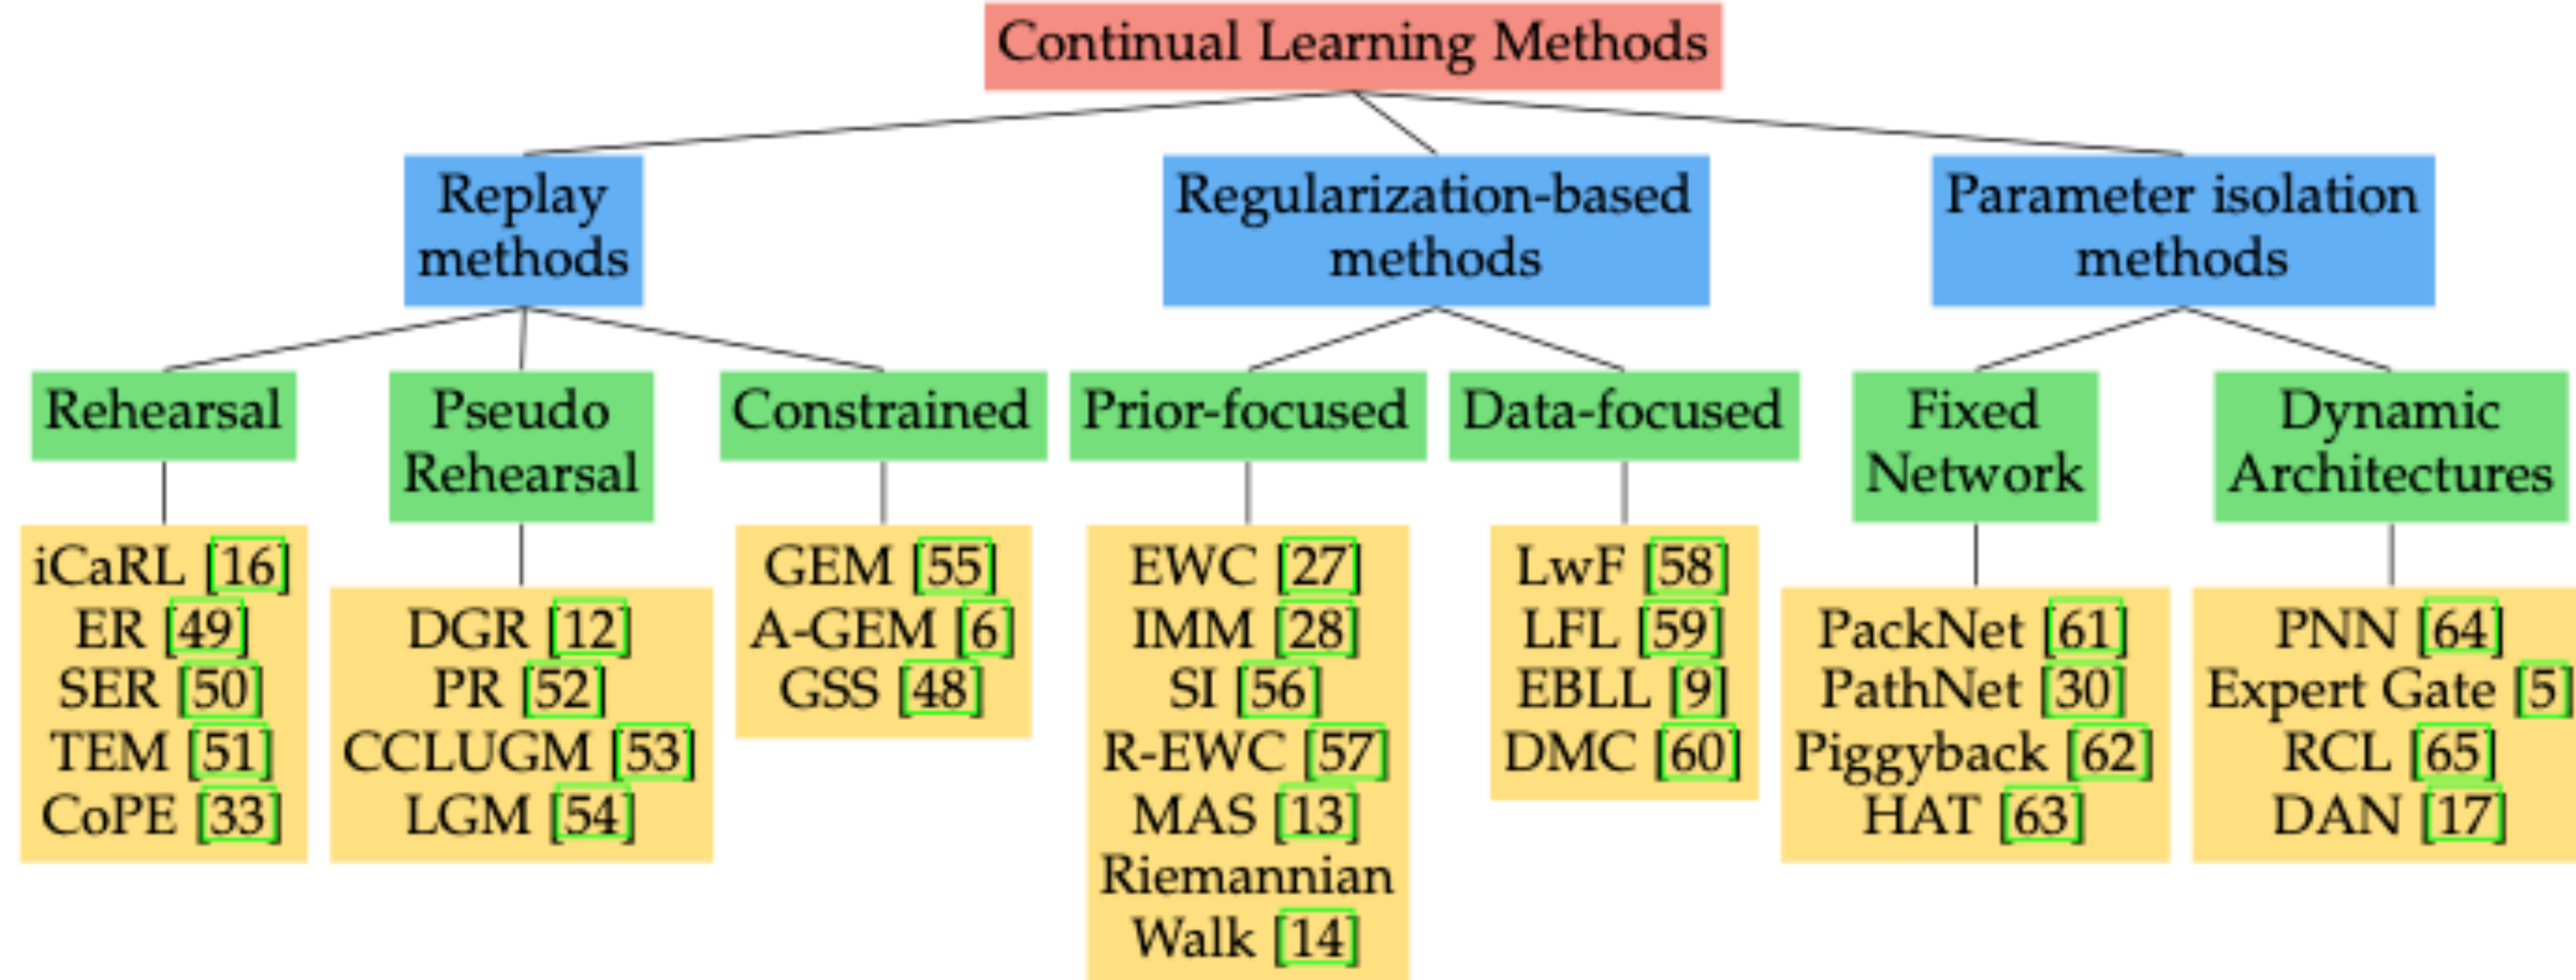 Continual Learning Methods
Replay
methods
Regularization-based
methods
Parameter isolation
methods
Rehearsal
Pseudo
Rehearsal
Constrained
Prior-focused
Data-focused
Fixed
Network
Dynamic
Architectures
iCaRL [16]
ER [49]
SER [50]
TEM [51]
CoPE [33]
DGR [12]
PR [52]
CCLUGM [53]
LGM [54]
GEM [55]
A-GEM [6]
GSS [48]
EWC [27]
IMM [28]
SI [56]
R-EWC [57]
MAS [13]
Riemannian
Walk [14]
LwF [58]
LFL [59]
EBLL [9]
DMC [60]
PackNet [61]
PathNet [30]
Piggyback [62]
HAT [63]
PNN [64]
Expert Gate [5]
RCL [65]
DAN [17]